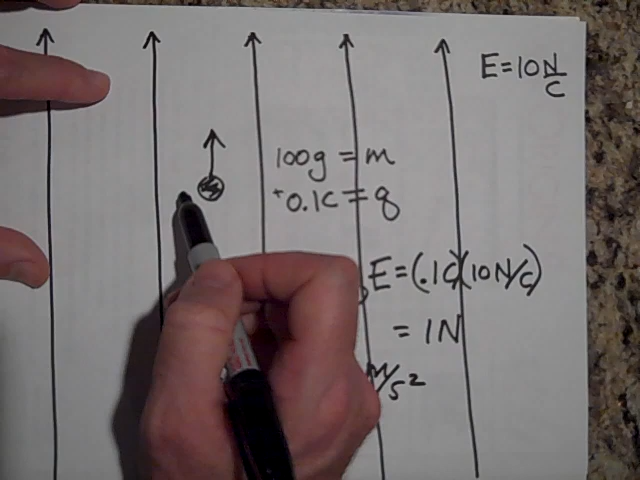 E=10N/C
100g = m
+0.1C = q
E=(.1C)(10N/C)
= 1N
m/s²